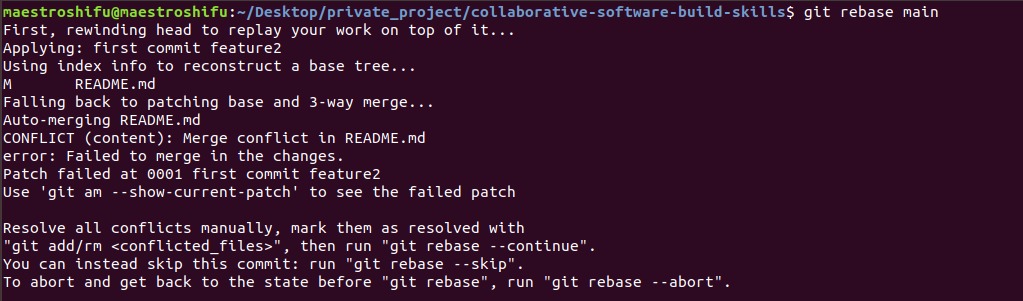 maestroshifu@maestroshifu:~/Desktop/private_project/collaborative-software-build-skills$ git rebase main
First, rewinding head to replay your work on top of it...
Applying: first commit feature2
Using index info to reconstruct a base tree...
M       README.md
Falling back to patching base and 3-way merge...
Auto-merging README.md
CONFLICT (content): Merge conflict in README.md
error: Failed to merge in the changes.
Patch failed at 0001 first commit feature2
Use 'git am --show-current-patch' to see the failed patch

Resolve all conflicts manually, mark them as resolved with
"git add/rm <conflicted_files>", then run "git rebase --continue".
You can instead skip this commit: run "git rebase --skip".
To abort and get back to the state before "git rebase", run "git rebase --abort".